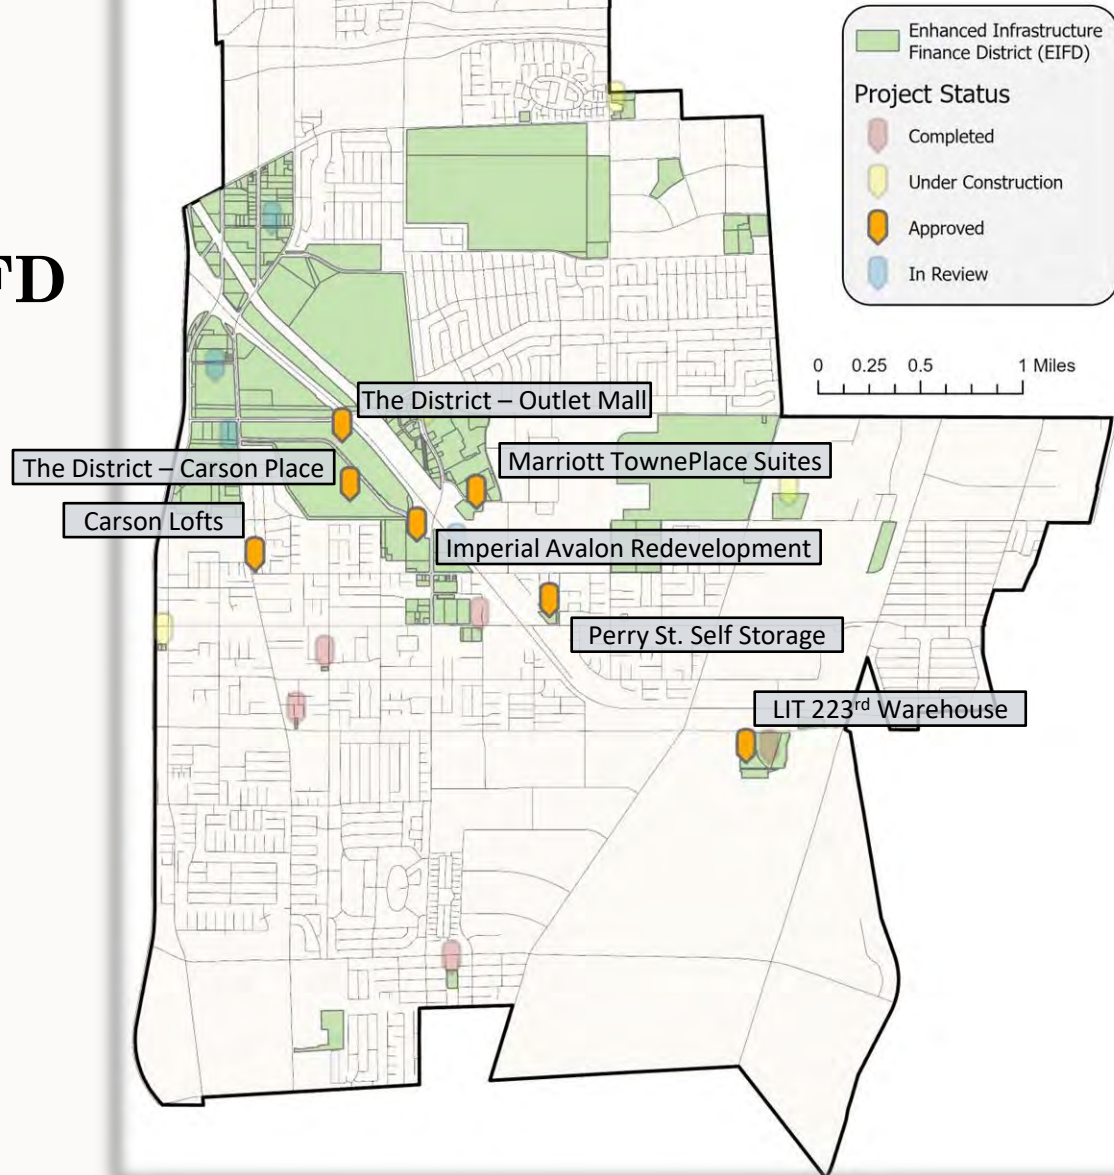 Enhanced Infrastructure
Finance District (EIFD)
Project Status
Completed
Under Construction
Approved
In Review
FD
0 0.25 0.5 1 Miles
The District – Outlet Mall
The District – Carson Place
Marriott TownePlace Suites
Carson Lofts
Imperial Avalon Redevelopment
Perry St. Self Storage
LIT 223rd Warehouse